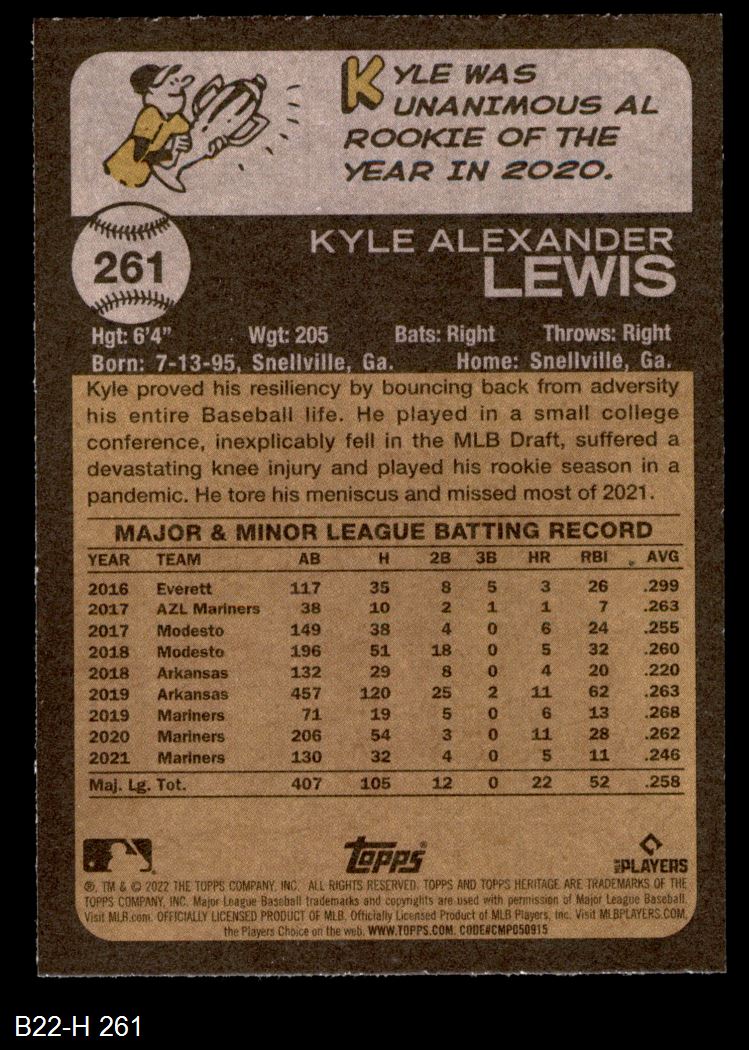 KYLE WAS
UNANIMOUS AL
ROOKIE OF THE
YEAR IN 2020.
261
KYLE ALEXANDER
LEWIS
Hgt: 6'4" Wgt: 205 Bats: Right Throws: Right
Born: 7-13-95, Snellville, Ga. Home: Snellville, Ga.
Kyle proved his resiliency by bouncing back from adversity
his entire Baseball life. He played in a small college
conference, inexplicably fell in the MLB Draft, suffered a
devastating knee injury and played his rookie season in a
pandemic. He tore his meniscus and missed most of 2021.
MAJOR & MINOR LEAGUE BATTING RECORD
YEAR TEAM AB H 2B 3B HR RBI AVG
2016 Everett 117 35 8 5 3 26 .299
2017 AZL Mariners 38 10 2 1 1 7 .263
2017 Modesto 149 38 4 0 6 24 .255
2018 Modesto 196 51 18 0 5 32 .260
2018 Arkansas 132 29 8 0 4 20 .220
2019 Arkansas 457 120 25 2 11 62 .263
2019 Mariners 71 19 5 0 6 13 .268
2020 Mariners 206 54 3 0 11 28 .262
2021 Mariners 130 32 4 0 5 11 .246
Maj. Lg. Tot. 407 105 12 0 22 52 .258
Topps
MLB PLAYERS
®, TM & © 2022 THE TOPPS COMPANY, INC. ALL RIGHTS RESERVED. TOPPS AND TOPPS HERITAGE ARE TRADEMARKS OF THE
TOPPS COMPANY, INC. Major League Baseball trademarks and copyrights are used with permission of Major League Baseball.
Visit MLB.com. OFFICIALLY LICENSED PRODUCT OF MLB. Officially Licensed Product of MLB Players, Inc. Visit MLBPLAYERS.COM,
the Players Choice on the web. WWW.TOPPS.COM. CODE#CMP050915
B22-H 261